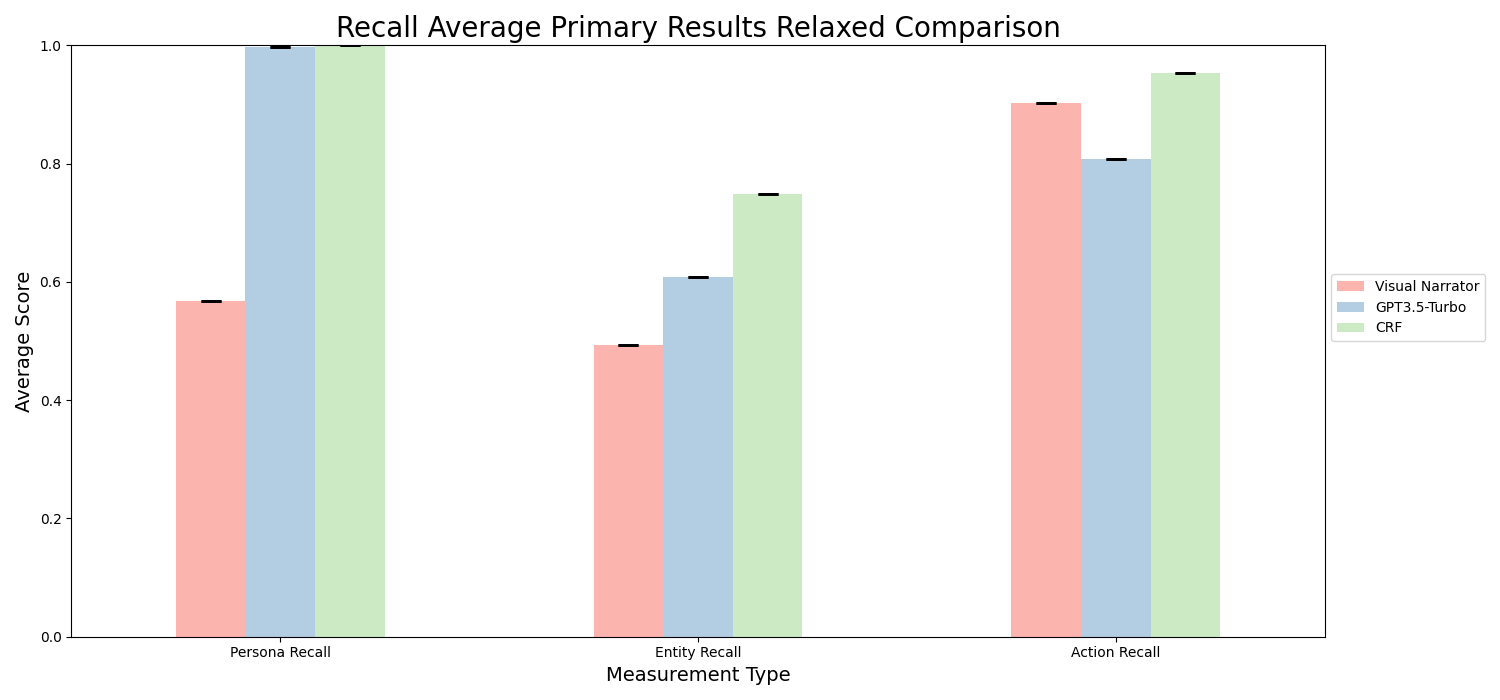 Recall Average Primary Results Relaxed Comparison
1.0
0.8
0.6
0.4
0.2
0.0
Average Score
Persona Recall
Entity Recall
Action Recall
Measurement Type
Visual Narrator
GPT3.5-Turbo
CRF